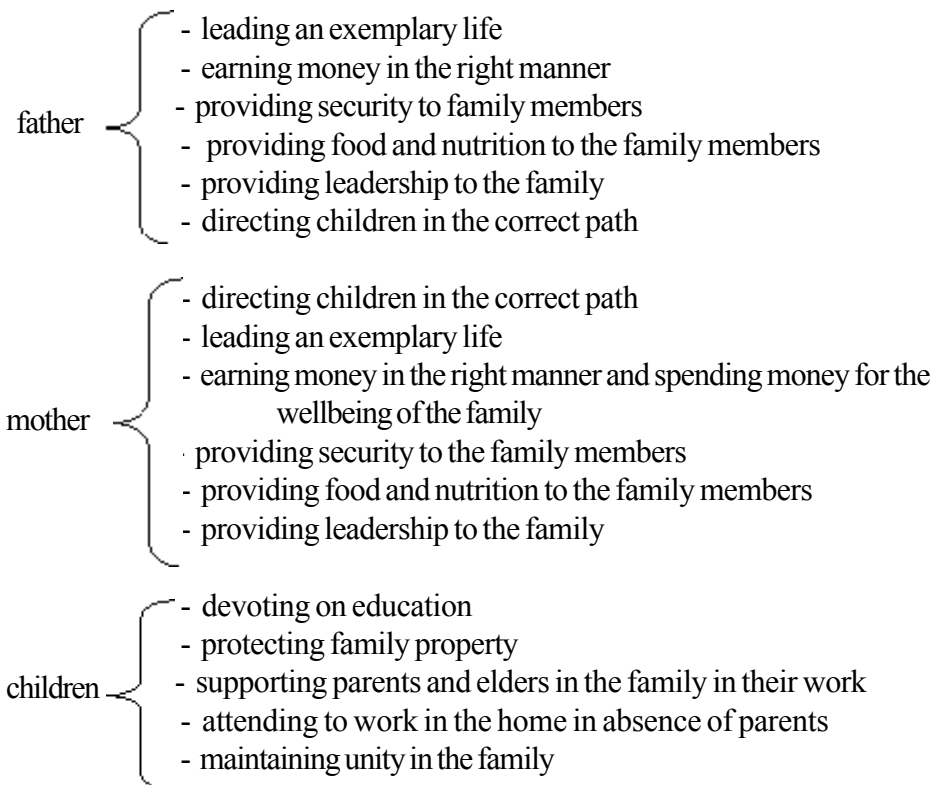 father
- leading an exemplary life
- earning money in the right manner
- providing security to family members
- providing food and nutrition to the family members
- providing leadership to the family
- directing children in the correct path
mother
- directing children in the correct path
- leading an exemplary life
- earning money in the right manner and spending money for the
wellbeing of the family
- providing security to the family members
- providing food and nutrition to the family members
- providing leadership to the family
children
- devoting on education
- protecting family property
- supporting parents and elders in the family in their work
- attending to work in the home in absence of parents
- maintaining unity in the family